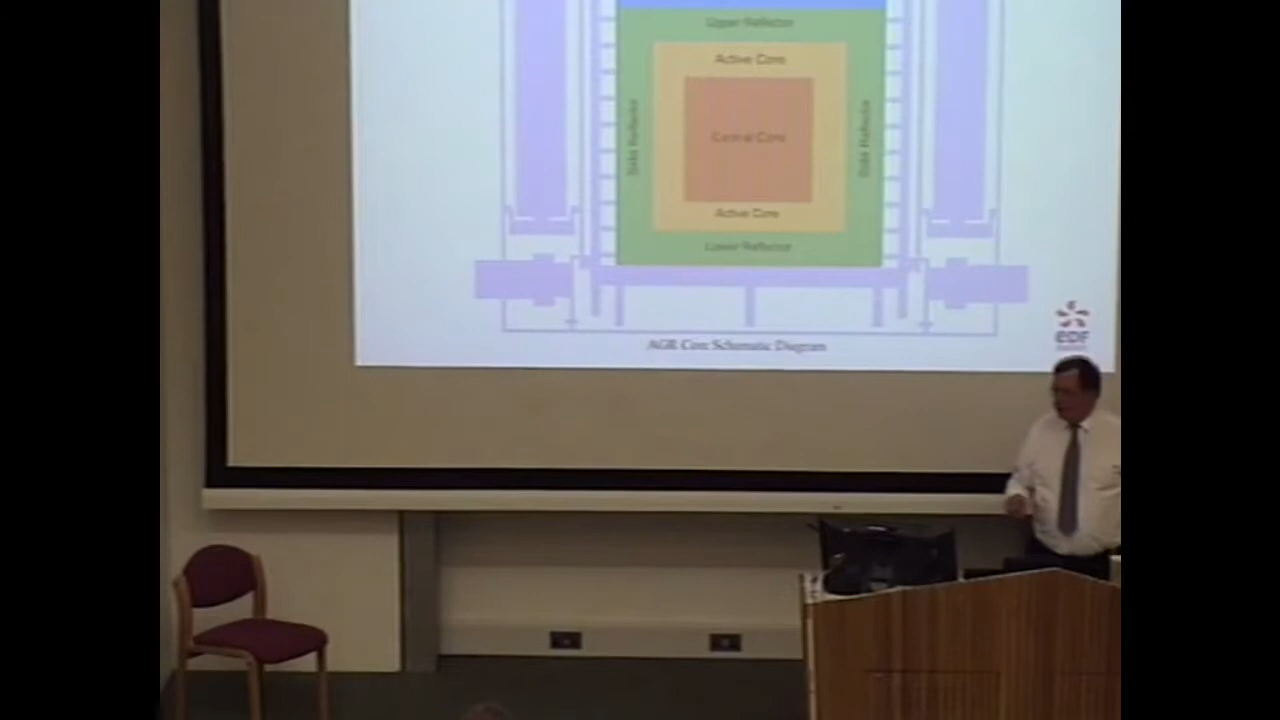 Upper Reflector
Active Core
Side Reflector
Central Core
Side Reflector
Active Core
Lower Reflector
AGR Core Schematic Diagram
eDF